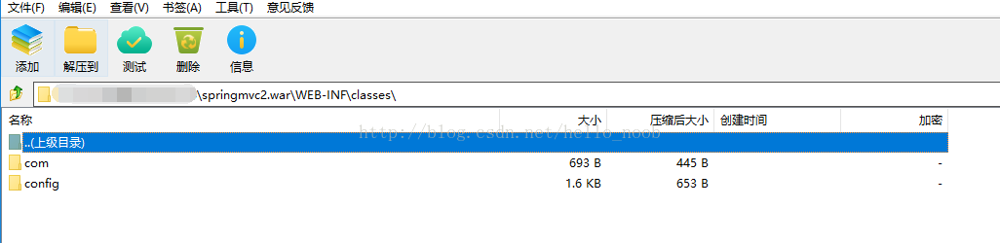 文件(F) 编辑(E) 查看(V) 书签(A) 工具(T) 意见反馈
添加 解压到 测试 删除 信息
\springmvc2.war\WEB-INF\classes\
名称 大小 压缩后大小 创建时间 加密
http://blog.csdn.net/hello_noob
..(上级目录)
com 693 B 445 B -
config 1.6 KB 653 B -